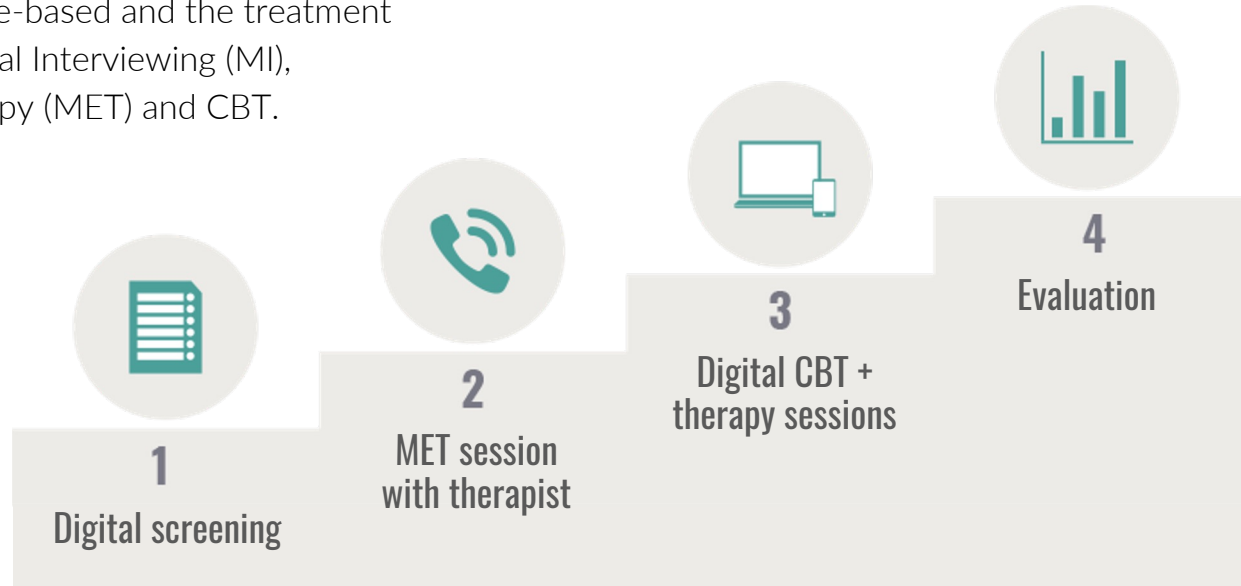 e-based and the treatment
al Interviewing (MI),
py (MET) and CBT.
1
Digital screening
2
MET session
with therapist
3
Digital CBT +
therapy sessions
4
Evaluation